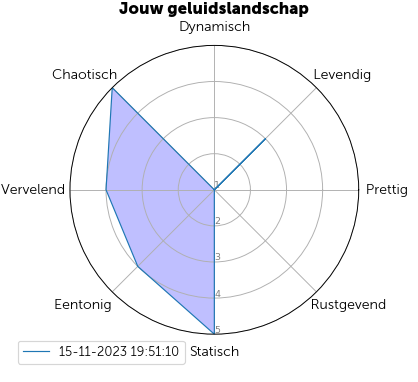 Jouw geluidslandschap
Dynamisch
Chaotisch
Levendig
Vervelend
1
Prettig
2
3
4
Eentonig
Rustgevend
5
15-11-2023 19:51:10
Statisch